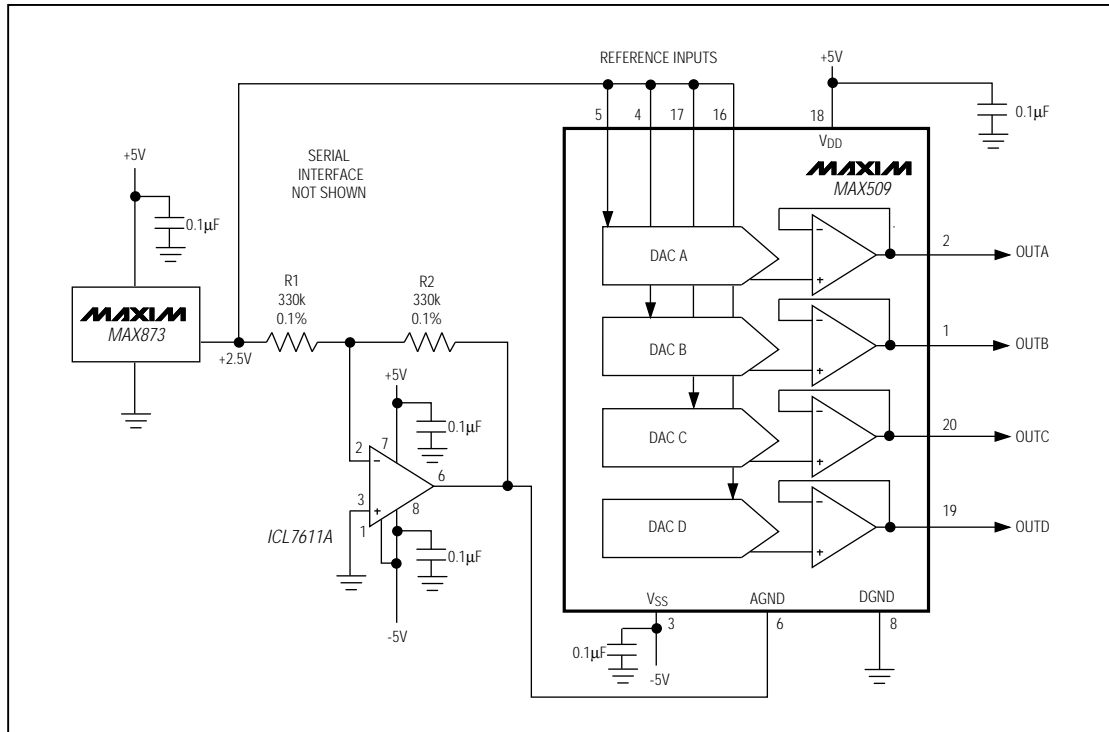 REFERENCE INPUTS
+5V
0.1μF
5
4
17
16
18
VDD
MAXIM
MAX509
SERIAL
INTERFACE
NOT SHOWN
+5V
0.1μF
MAXIM
MAX873
+2.5V
R1
330k
0.1%
R2
330k
0.1%
+5V
0.1μF
2
7
−
6
3
+
1
8
ICL7611A
0.1μF
-5V
DAC A
−
+
2
OUTA
DAC B
−
+
1
OUTB
DAC C
−
+
20
OUTC
DAC D
−
+
19
OUTD
VSS
AGND
DGND
3
6
8
0.1μF
-5V